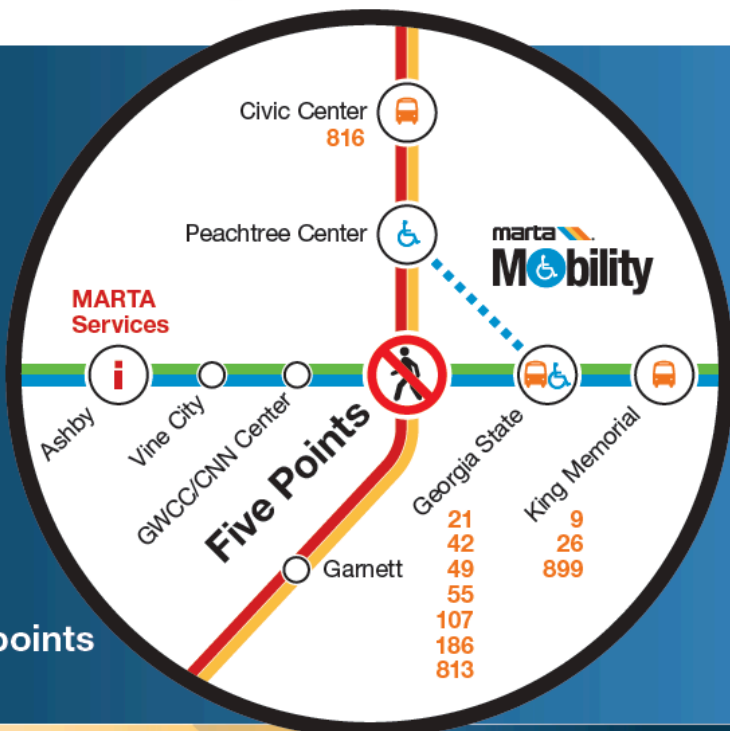 Civic Center
816
Peachtree Center
marta
Mobility
MARTA
Services
i
Ashby
Vine City
GWCC/CNN Center
Five Points
Georgia State
21
42
49
55
107
186
813
King Memorial
9
26
899
Garnett
points